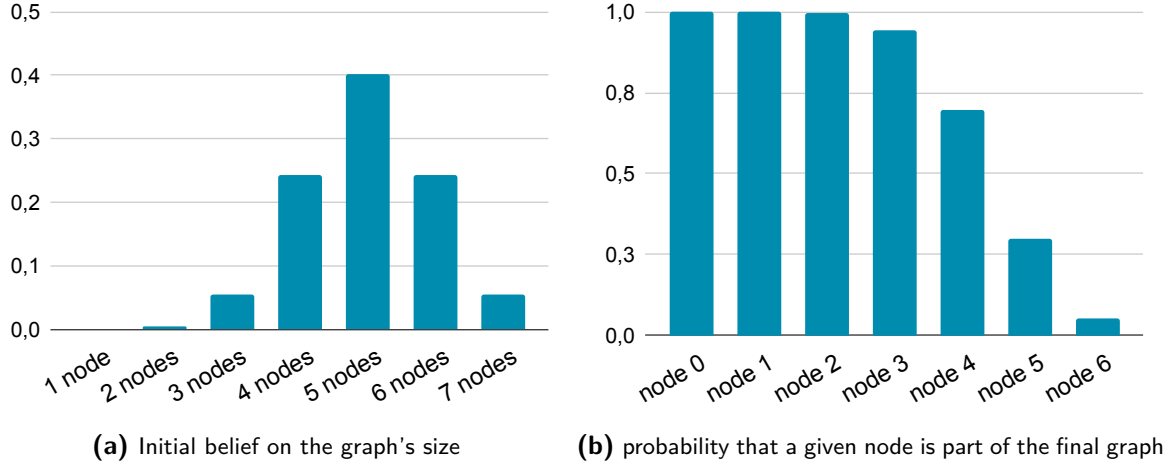 0,5
0,4
0,3
0,2
0,1
0,0
1 node
2 nodes
3 nodes
4 nodes
5 nodes
6 nodes
7 nodes
(a) Initial belief on the graph's size
1,0
0,8
0,5
0,3
0,0
node 0
node 1
node 2
node 3
node 4
node 5
node 6
(b) probability that a given node is part of the final graph